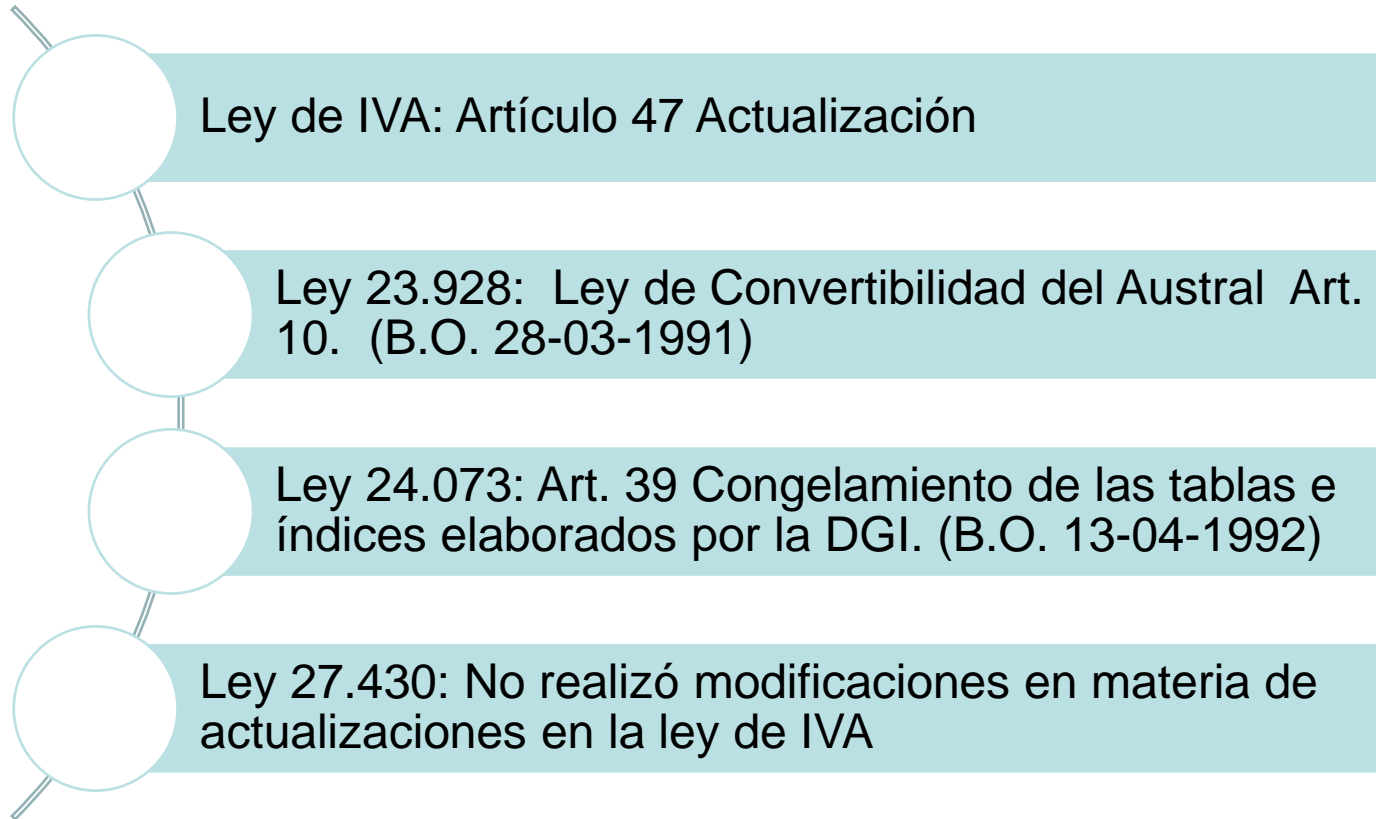 Ley de IVA: Artículo 47 Actualización
Ley 23.928:  Ley de Convertibilidad del Austral  Art.
10.  (B.O. 28-03-1991)
Ley 24.073: Art. 39 Congelamiento de las tablas e
índices elaborados por la DGI. (B.O. 13-04-1992)
Ley 27.430: No realizó modificaciones en materia de
actualizaciones en la ley de IVA